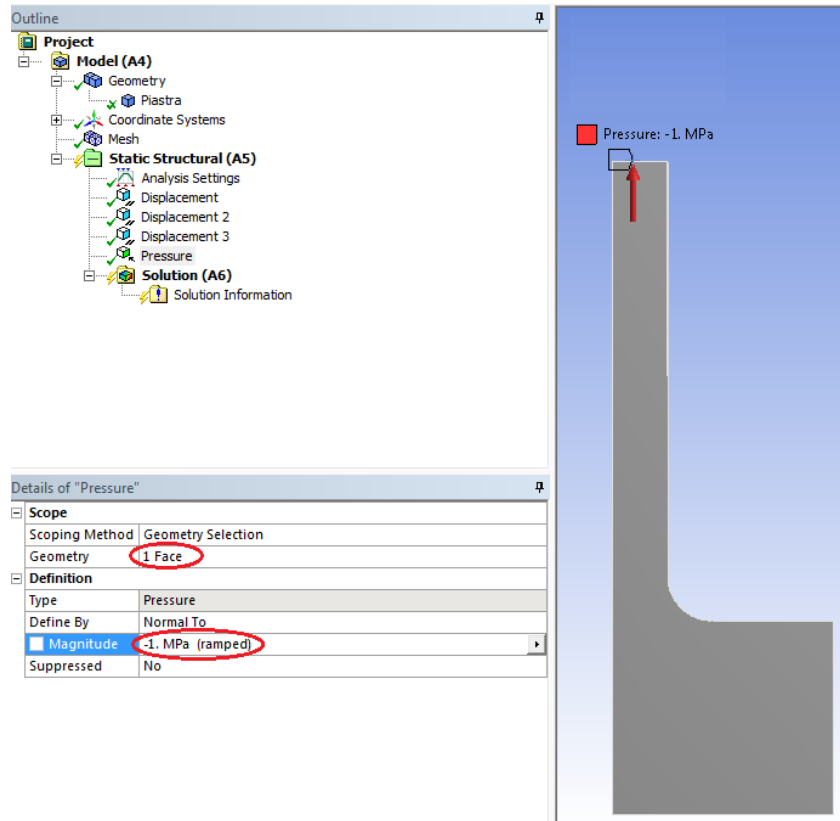 Outline
Project
Model (A4)
Geometry
Piastra
Coordinate Systems
Mesh
Static Structural (A5)
Analysis Settings
Displacement
Displacement 2
Displacement 3
Pressure
Solution (A6)
Solution Information
Pressure: -1. MPa
Details of "Pressure"
Scope
Scoping Method Geometry Selection
Geometry 1 Face
Definition
Type Pressure
Define By Normal To
Magnitude -1. MPa (ramped)
Suppressed No